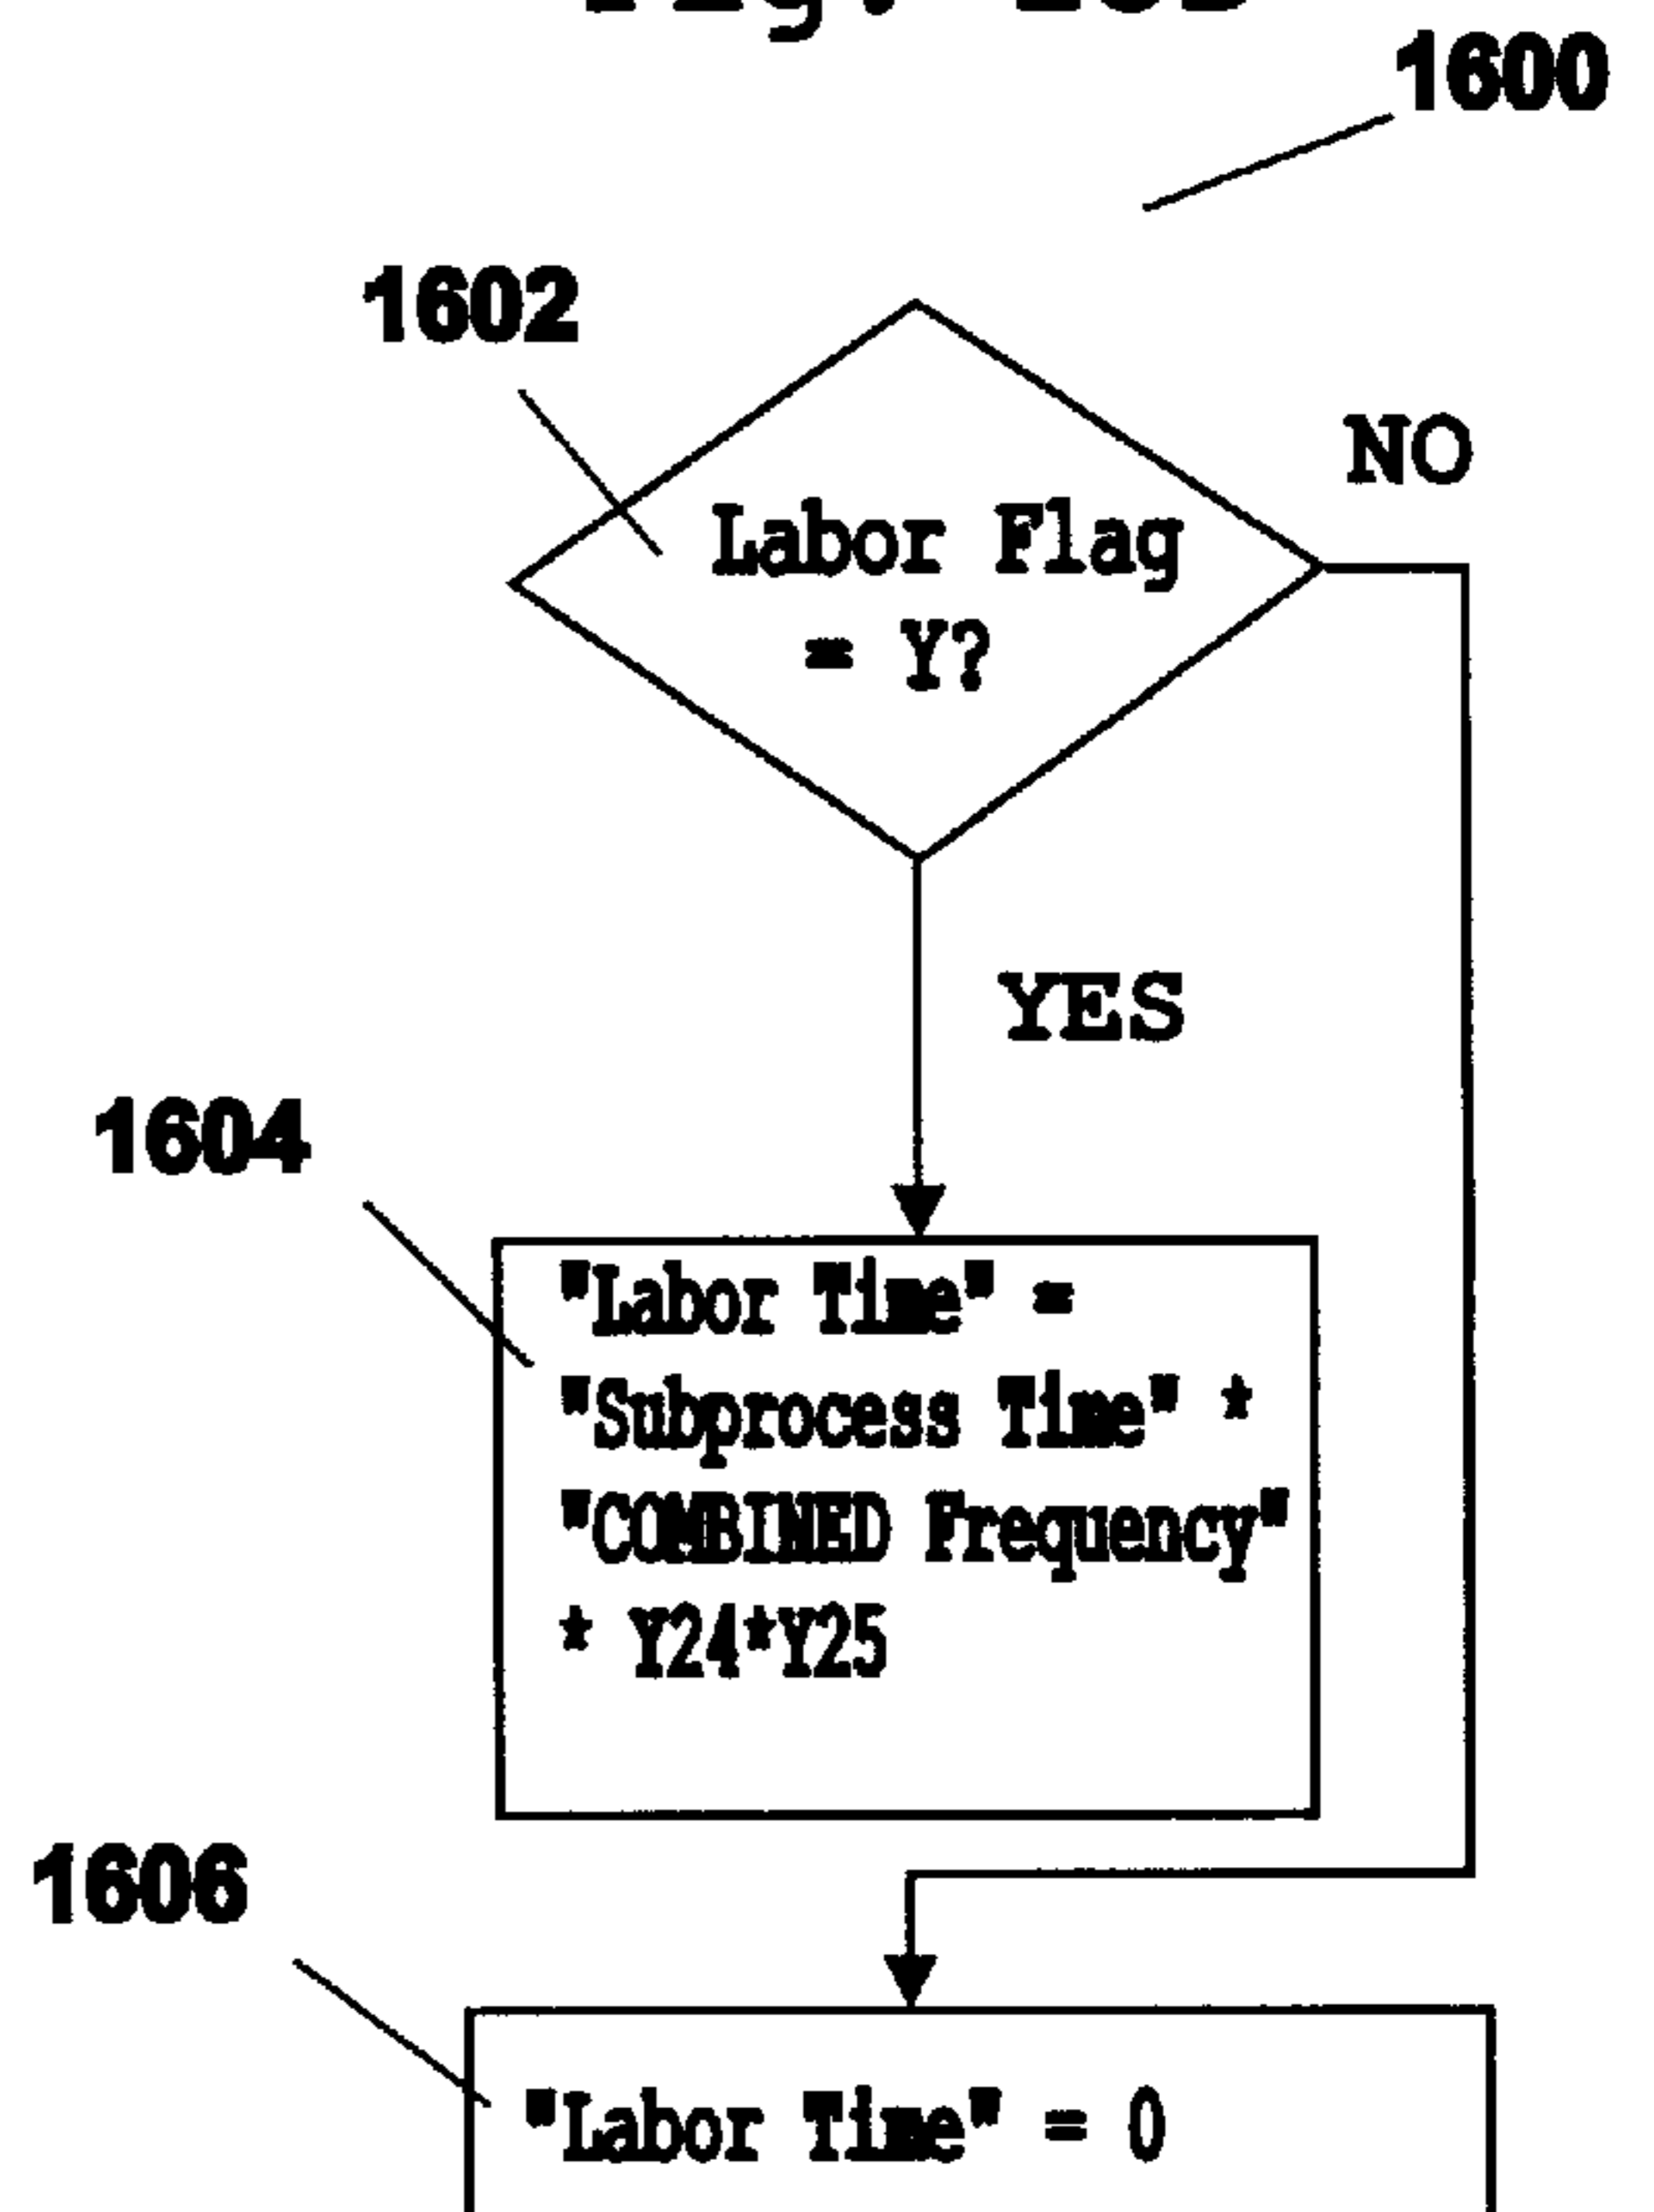 1600
1602
NO
Labor Flag
= Y?
YES
1604
"Labor Time" =
"Subprocess Time" *
"COMBINED Frequency"
* Y24*Y25
1606
"Labor Time" = 0